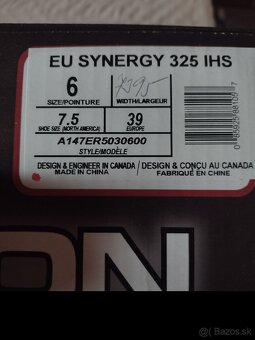 EU SYNERGY 325 IHS
6
SIZE/POINTURE
WIDTH/LARGEUR
7.5
SHOE SIZE (NORTH AMERICA)
39
EUROPE
A147ER5030600
STYLE/MODÈLE
DESIGN & ENGINEER IN CANADA / DESIGN & CONÇU AU CANADA
MADE IN CHINA
FABRIQUÉ EN CHINE
ON
Bazos.sk